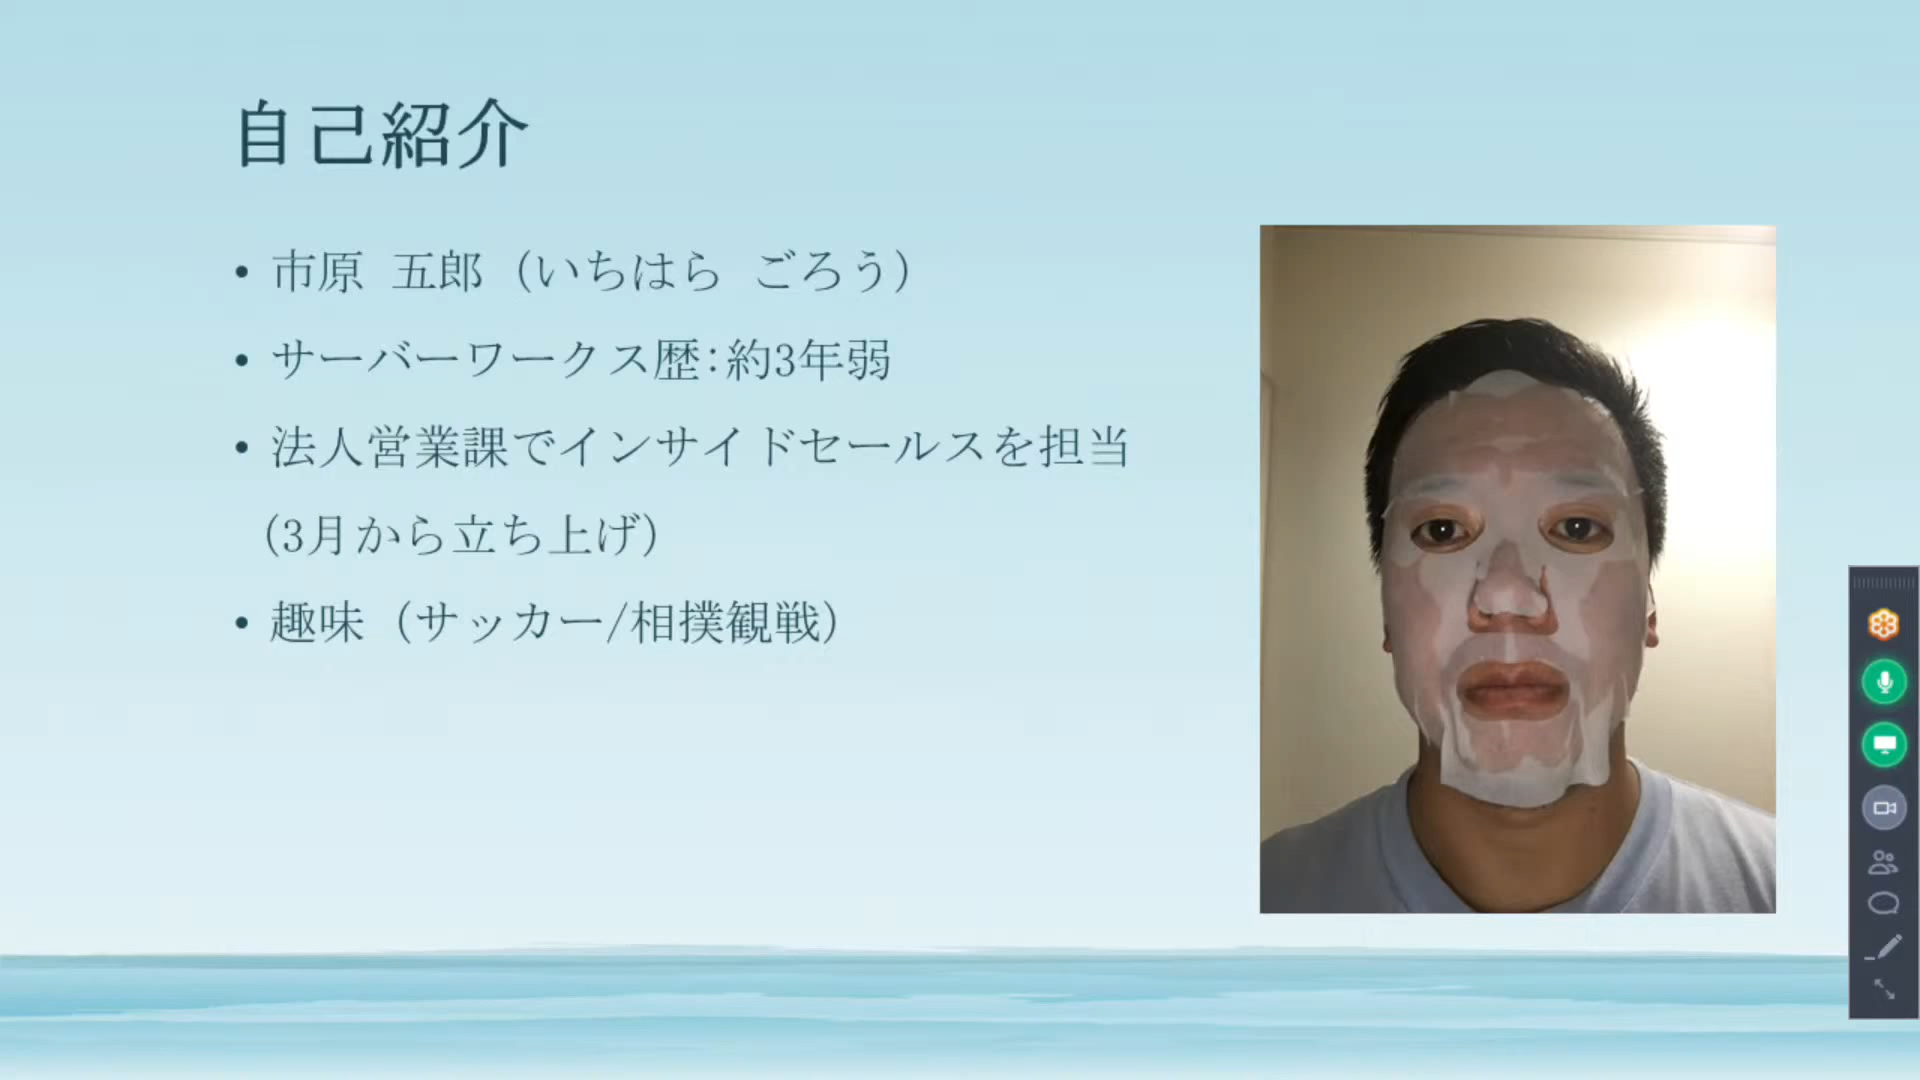 自己紹介
• 市原 五郎（いちはら ごろう）
• サーバーワークス歴：約3年弱
• 法人営業課でインサイドセールスを担当
（3月から立ち上げ）
• 趣味（サッカー/相撲観戦）